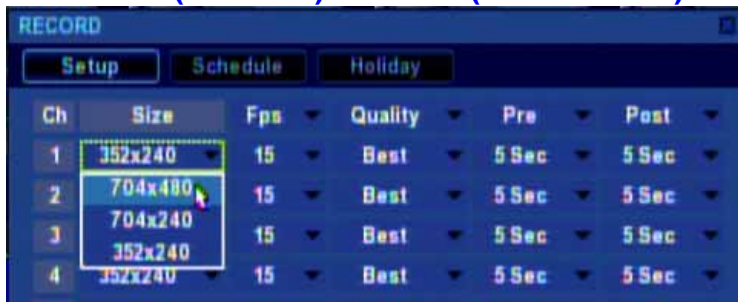 RECORD
Setup Schedule Holiday
Ch Size Fps Quality Pre Post
1 352x240 15 Best 5 Sec 5 Sec
2 704x480 15 Best 5 Sec 5 Sec
704x240
3 15 Best 5 Sec 5 Sec
352x240
4 352x240 15 Best 5 Sec 5 Sec